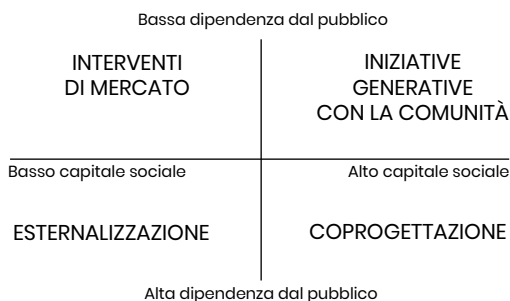 Bassa dipendenza dal pubblico
INTERVENTI
DI MERCATO
INIZIATIVE
GENERATIVE
CON LA COMUNITÀ
Basso capitale sociale
Alto capitale sociale
ESTERNALIZZAZIONE
COPROGETTAZIONE
Alta dipendenza dal pubblico